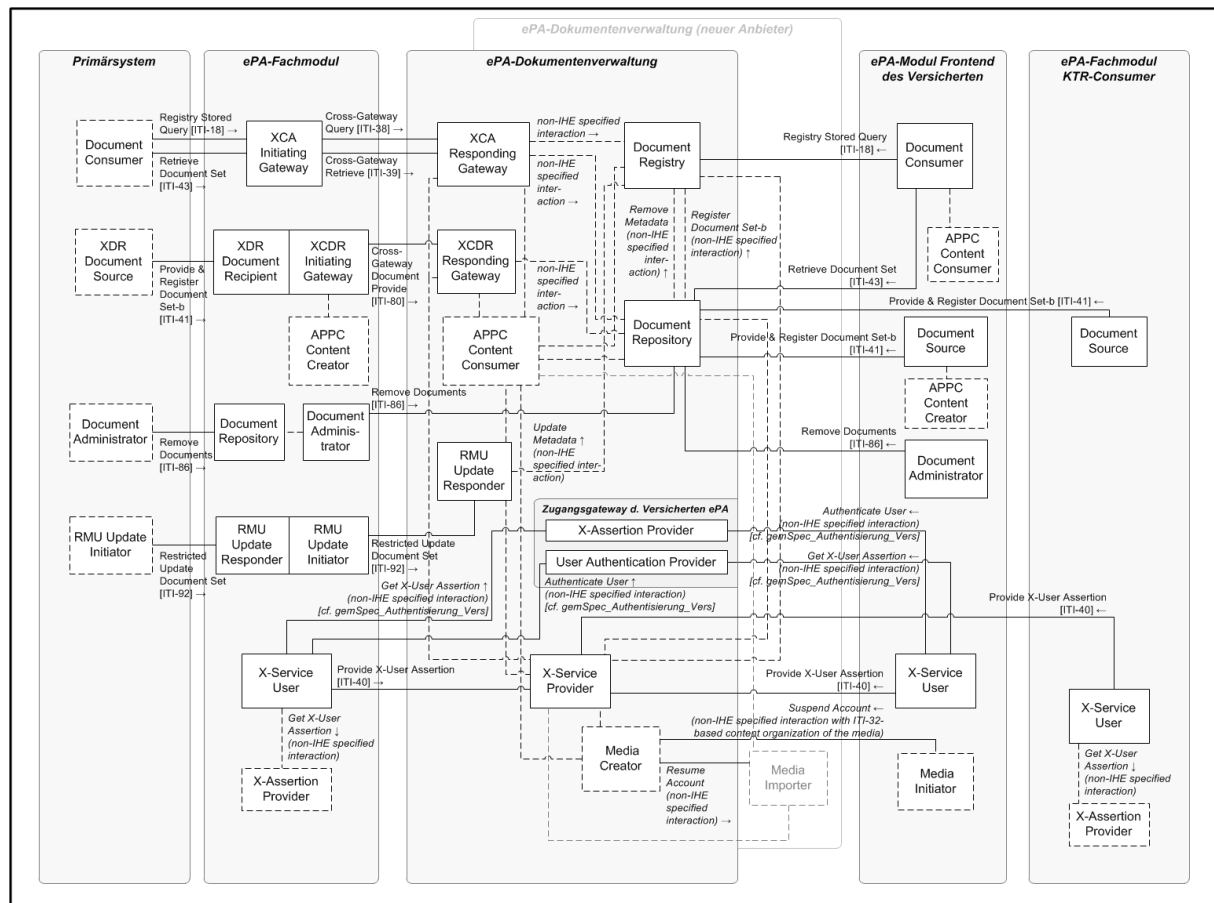 ePA-Dokumentenverwaltung (neuer Anbieter)
Primärsystem
ePA-Fachmodul
ePA-Dokumentenverwaltung
ePA-Modul Frontend
des Versicherten
ePA-Fachmodul
KTR-Consumer
Document
Consumer
Registry Stored
Query [ITI-18] →
Retrieve
Document Set
[ITI-43] →
XCA
Initiating
Gateway
Cross-Gateway
Query [ITI-38] →
Cross-Gateway
Retrieve [ITI-39] →
XCA
Responding
Gateway
non-IHE specified
interaction →
non-IHE
specified
inter-
action →
Document
Registry
Registry Stored Query
[ITI-18] ←
Document
Consumer
Remove
Metadata
(non-IHE
specified
inter-
action) ↑
Register
Document Set-b
(non-IHE specified
interaction) ↑
APPC
Content
Consumer
XDR
Document
Source
Provide &
Register
Document
Set-b
[ITI-41] →
XDR
Document
Recipient
XCDR
Initiating
Gateway
Cross-
Gateway
Document
Provide
[ITI-80] →
XCDR
Responding
Gateway
non-IHE
specified
inter-
action →
Retrieve Document Set
[ITI-43] ←
Provide & Register Document Set-b [ITI-41] ←
APPC
Content
Creator
APPC
Content
Consumer
Document
Repository
Provide & Register Document Set-b
[ITI-41] ←
Document
Source
Document
Source
APPC
Content
Creator
Document
Administrator
Remove
Documents
[ITI-86] →
Document
Repository
Document
Adminis-
trator
Remove Documents
[ITI-86] →
Update
Metadata ↑
(non-IHE
specified inter-
action)
Remove Documents
[ITI-86] ←
Document
Administrator
RMU
Update
Responder
Zugangsgateway d. Versicherten ePA
X-Assertion Provider
User Authentication Provider
Authenticate User ←
(non-IHE specified interaction)
[cf. gemSpec_Authentisierung_Vers]
Get X-User Assertion ←
(non-IHE specified interaction)
[cf. gemSpec_Authentisierung_Vers]
RMU Update
Initiator
Restricted
Update
Document Set
[ITI-92] →
RMU
Update
Responder
RMU
Update
Initiator
Restricted Update
Document Set
[ITI-92] →
Get X-User Assertion ↑
(non-IHE specified interaction)
[cf. gemSpec_Authentisierung_Vers]
Authenticate User ↑
(non-IHE specified interaction)
[cf. gemSpec_Authentisierung_Vers]
Provide X-User Assertion
[ITI-40] ←
X-Service
User
Provide X-User Assertion
[ITI-40] →
X-Service
Provider
Provide X-User Assertion
[ITI-40] ←
X-Service
User
X-Service
User
Get X-User
Assertion ↓
(non-IHE specified
interaction)
X-Assertion
Provider
Suspend Account ←
(non-IHE specified interaction with ITI-32-
based content organization of the media)
Media
Creator
Resume
Account
(non-IHE
specified
interaction) →
Media
Importer
Media
Initiator
Get X-User
Assertion ↓
(non-IHE specified
interaction)
X-Assertion
Provider